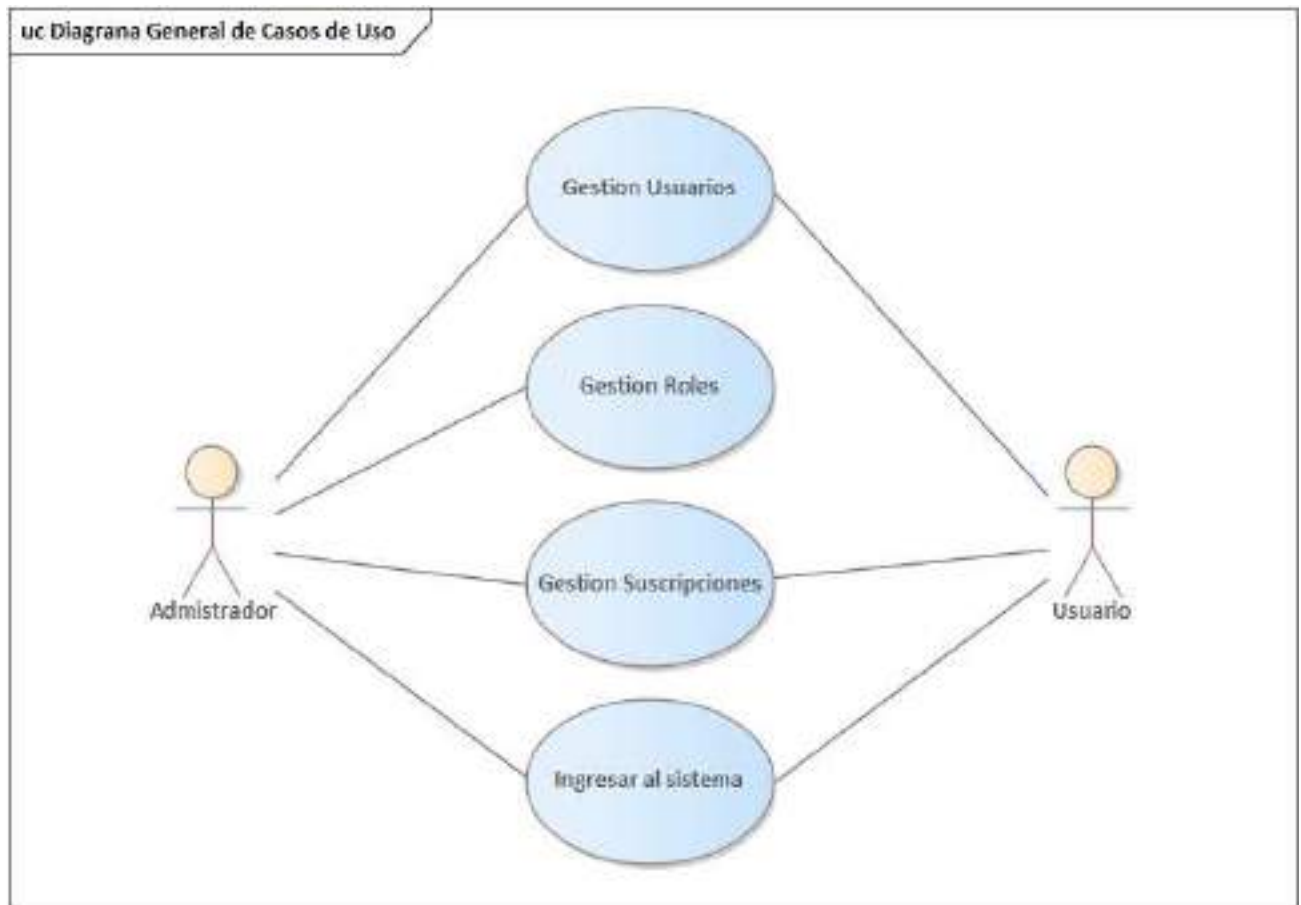 uc Diagrana General de Casos de Uso
Gestion Usuarios
Gestion Roles
Gestion Suscripciones
Ingresar al sistema
Admistrador
Usuario